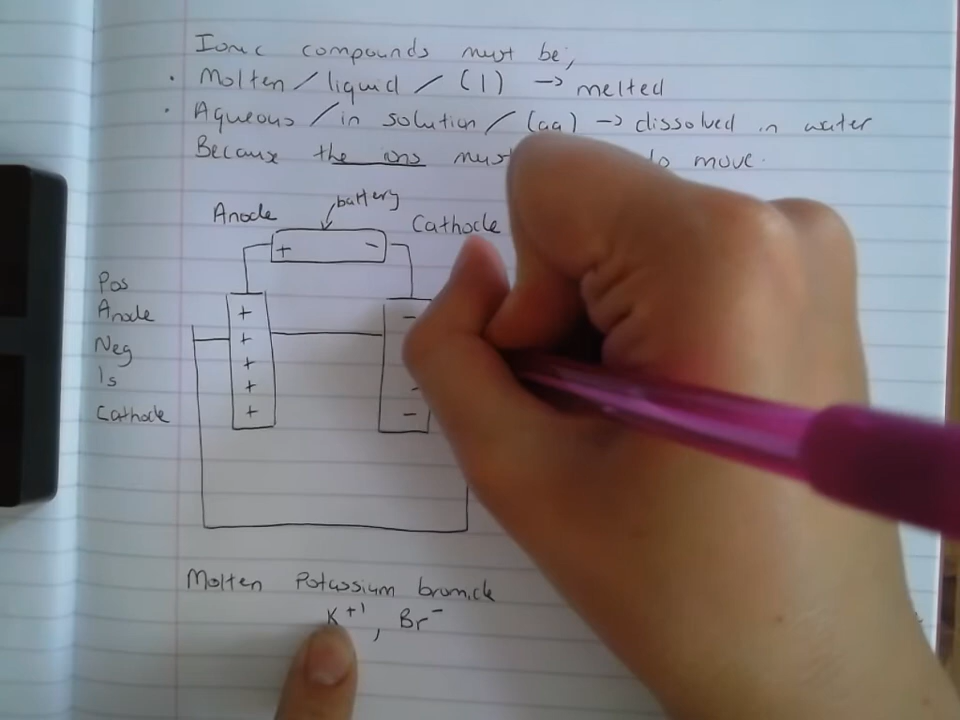 Ionic compounds must be;
· Molten / liquid / (l) → melted
· Aqueous / in solution / (aq) → dissolved in water
Because the ions must to move.
battery
Anode Cathode
+ −
Pos
Anode
Neg
Is
Cathode
+ −
+
+
+ −
+ −
Molten Potassium bromide
K+1, Br−